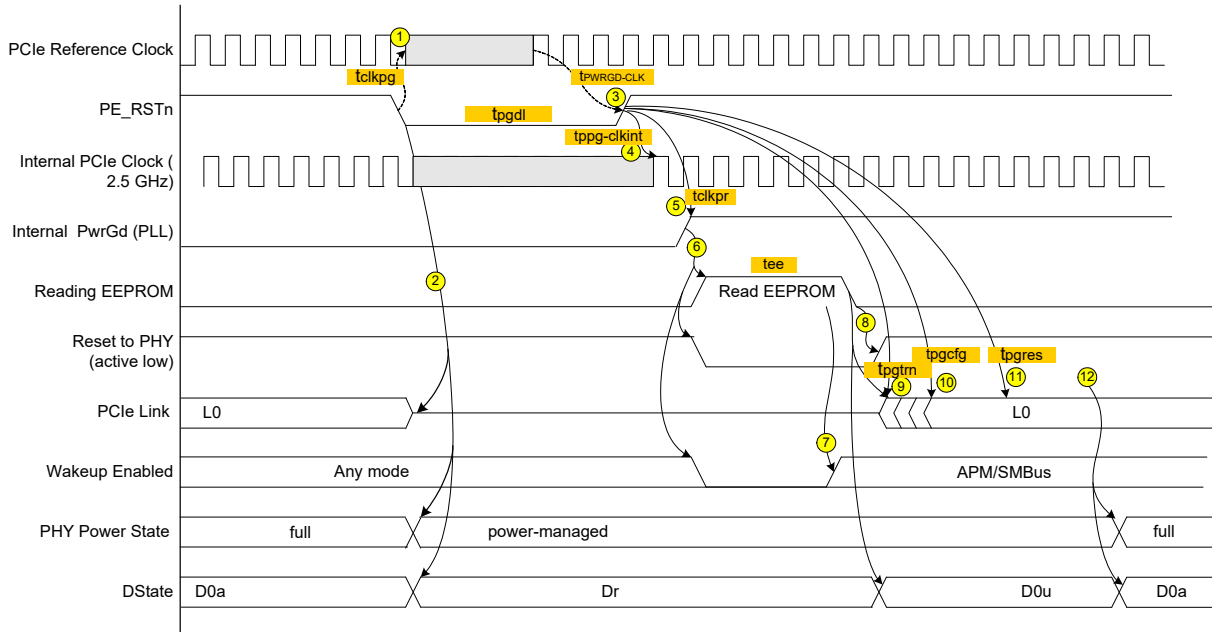 1
PCIe Reference Clock
tclkpg
tPWRGD-CLK
3
PE_RSTn
tpgdl
tppg-clkint
4
Internal PCIe Clock (
2.5 GHz)
tclkpr
5
Internal PwrGd (PLL)
6
tee
2
Reading EEPROM
Read EEPROM
8
Reset to PHY
(active low)
tpgcfg
tpgres
tpgtrn
9
10
11
12
PCIe Link
L0
L0
7
Wakeup Enabled
Any mode
APM/SMBus
PHY Power State
full
power-managed
full
DState
D0a
Dr
D0u
D0a